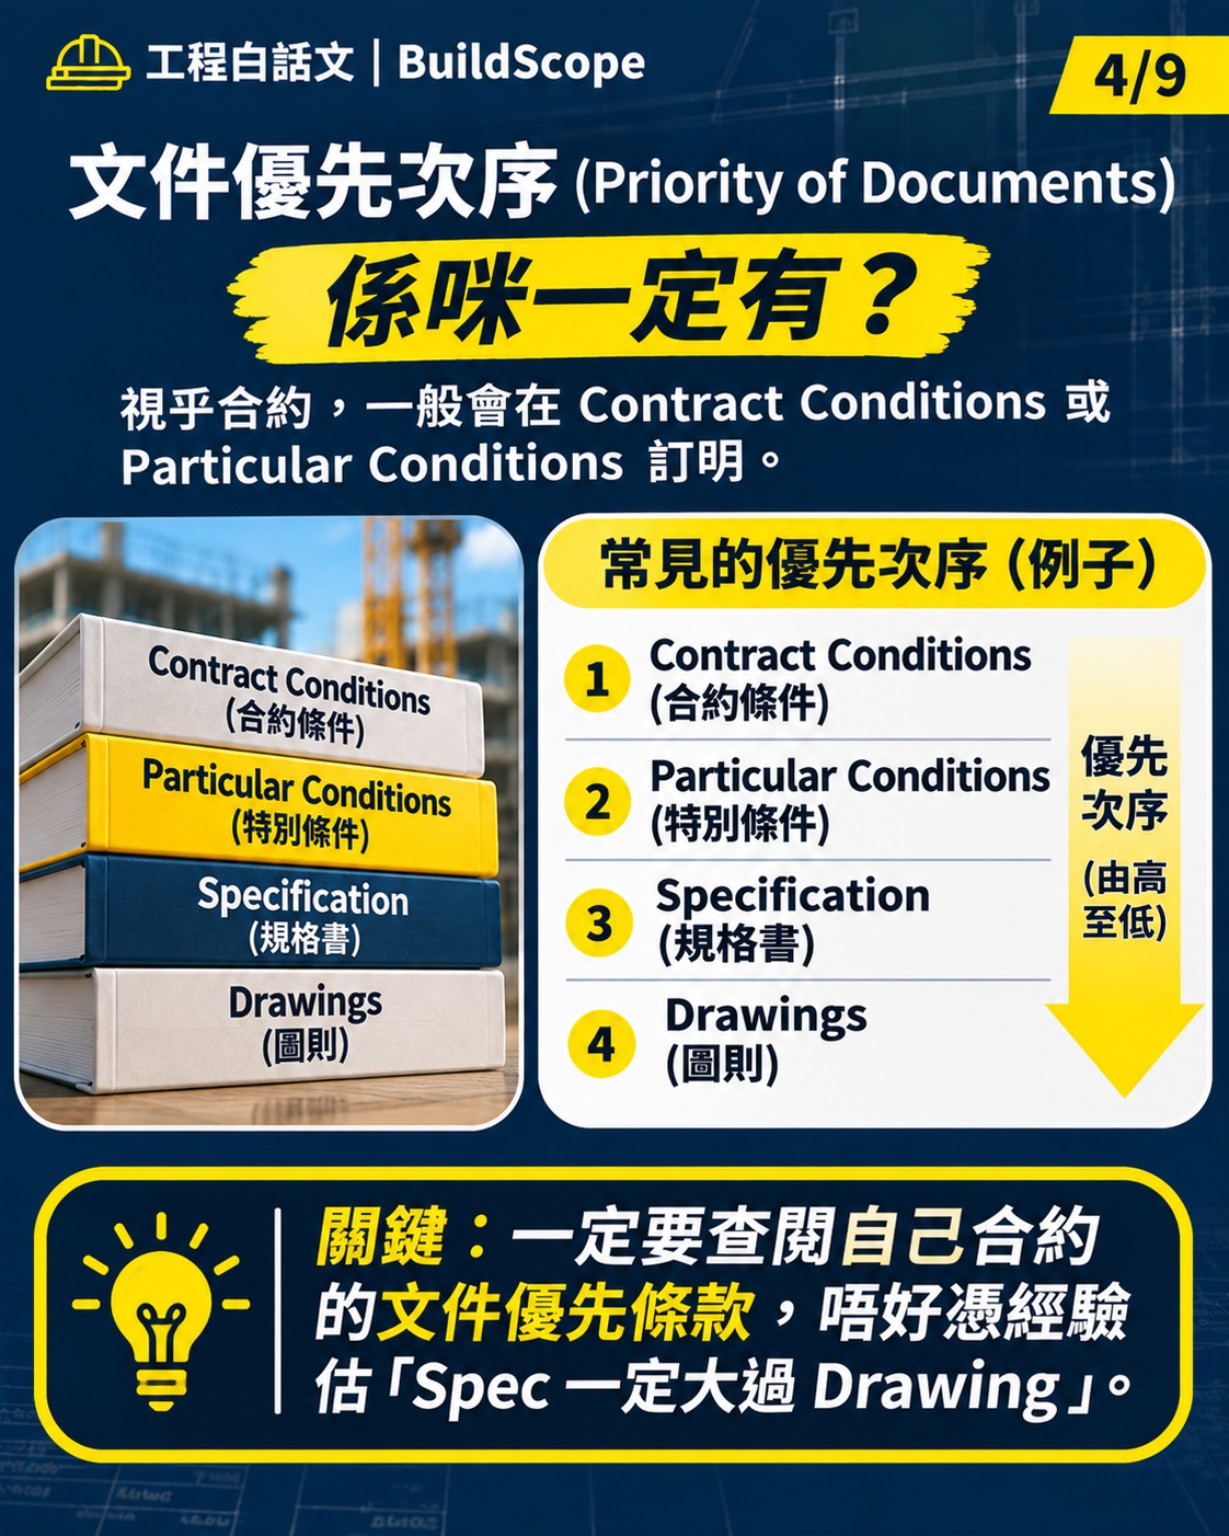 工程白話文 | BuildScope
4/9
文件優先次序 (Priority of Documents)
係咪一定有？
視乎合約，一般會在 Contract Conditions 或
Particular Conditions 訂明。
Contract Conditions
(合約條件)
Particular Conditions
(特別條件)
Specification
(規格書)
Drawings
(圖則)
常見的優先次序 (例子)
1 Contract Conditions
(合約條件)
2 Particular Conditions
(特別條件)
3 Specification
(規格書)
4 Drawings
(圖則)
優先
次序
(由高
至低)
關鍵：一定要查閱自己合約
的文件優先條款，唔好憑經驗
估「Spec 一定大過 Drawing」。